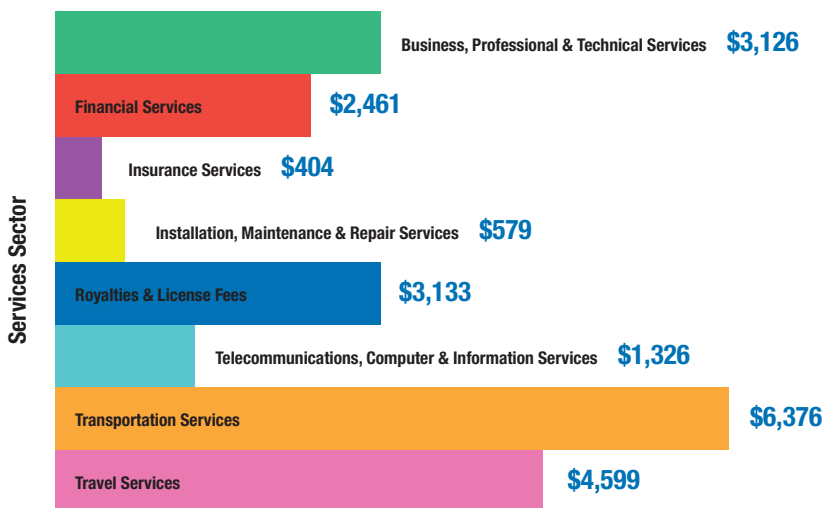 Business, Professional & Technical Services $3,126
Financial Services $2,461
Insurance Services $404
Installation, Maintenance & Repair Services $579
Services Sector
Royalties & License Fees $3,133
Telecommunications, Computer & Information Services $1,326
Transportation Services $6,376
Travel Services $4,599